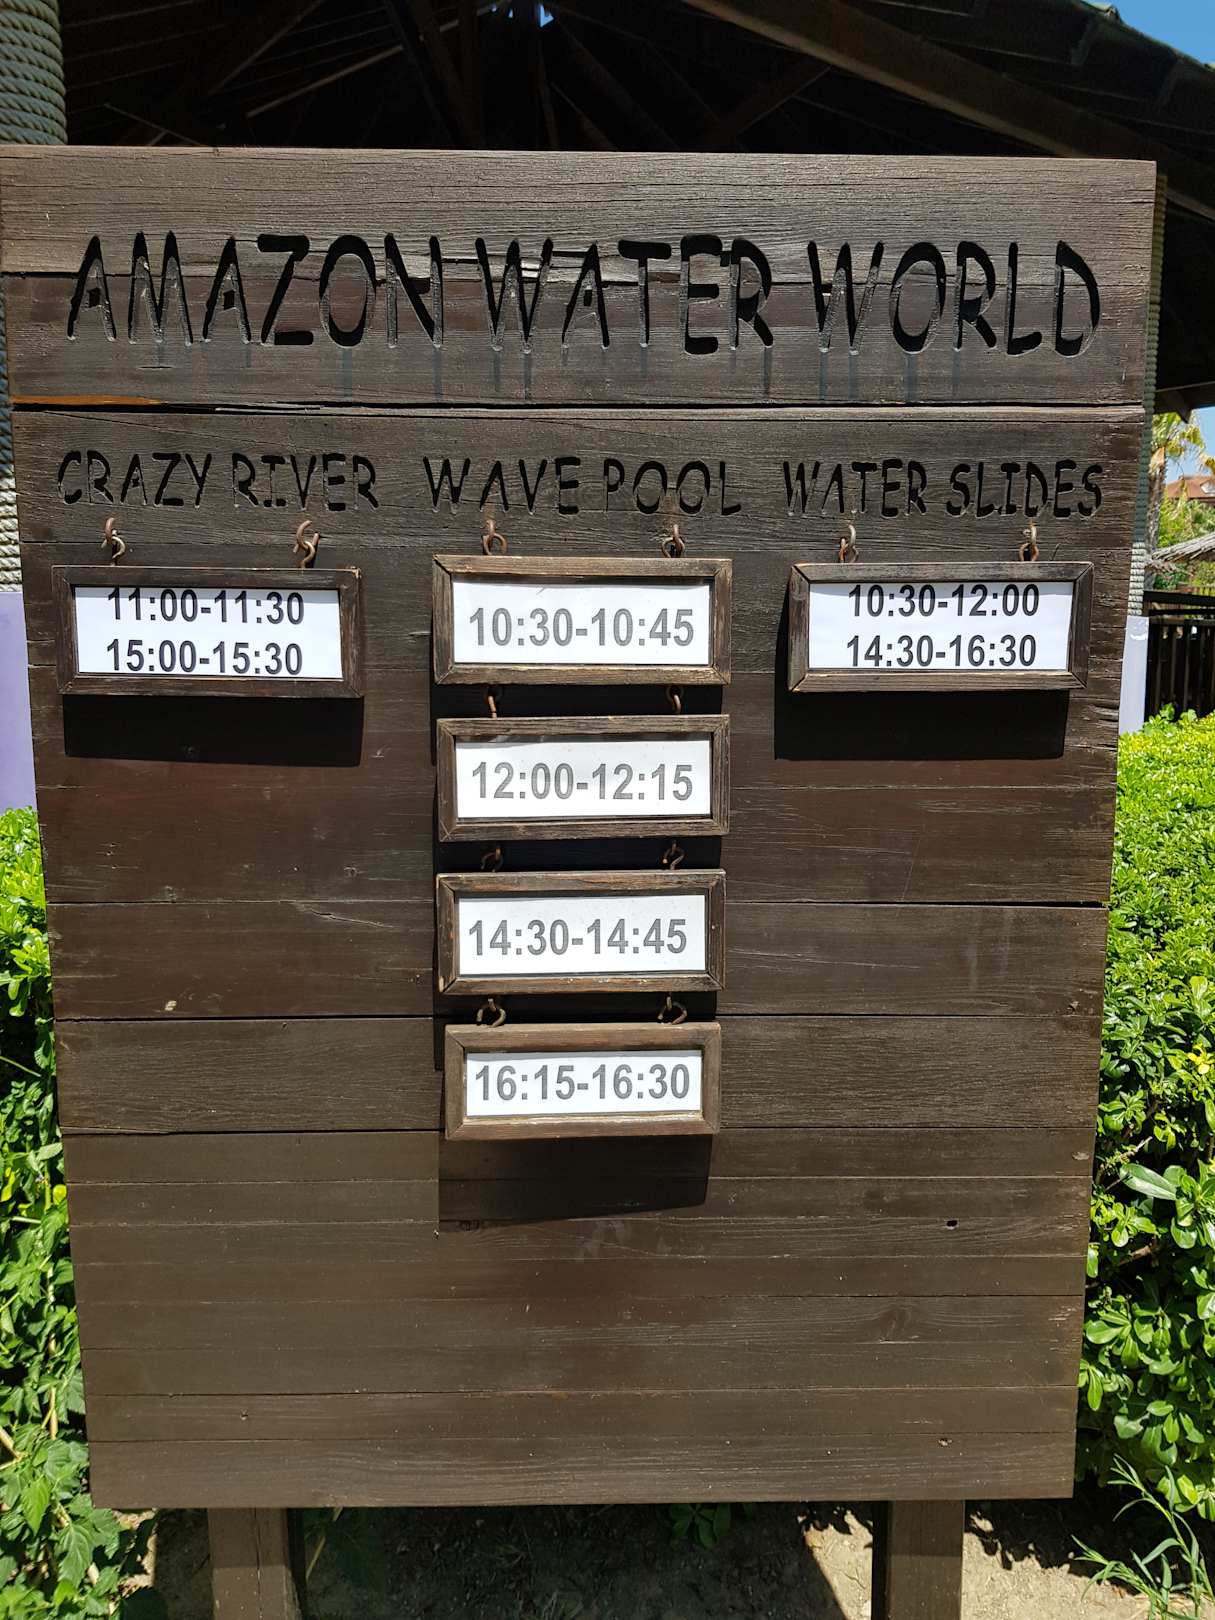 AMAZON WATER WORLD
CRAZY RIVER
11:00-11:30
15:00-15:30
WAVE POOL
10:30-10:45
12:00-12:15
14:30-14:45
16:15-16:30
WATER SLIDES
10:30-12:00
14:30-16:30